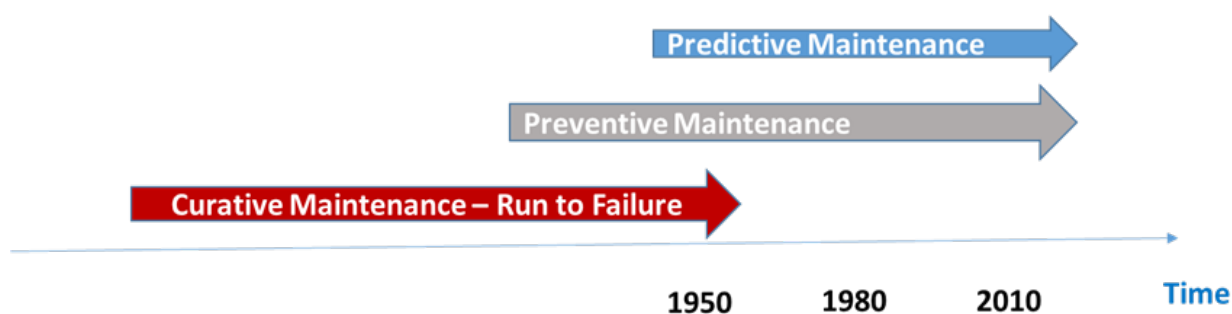 Predictive Maintenance
Preventive Maintenance
Curative Maintenance – Run to Failure
1950 1980 2010 Time